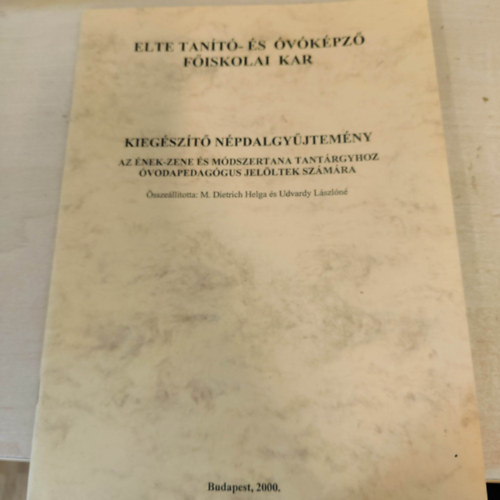 ELTE TANÍTÓ- ÉS ÓVÓKÉPZŐ
FŐISKOLAI KAR
KIEGÉSZÍTŐ NÉPDALGYŰJTEMÉNY
AZ ÉNEK-ZENE ÉS MÓDSZERTANA TANTÁRGYHOZ
ÓVODAPEDAGÓGUS JELÖLTEK SZÁMÁRA
Összeállította: M. Dietrich Helga és Udvardy Lászlóné
Budapest, 2000.